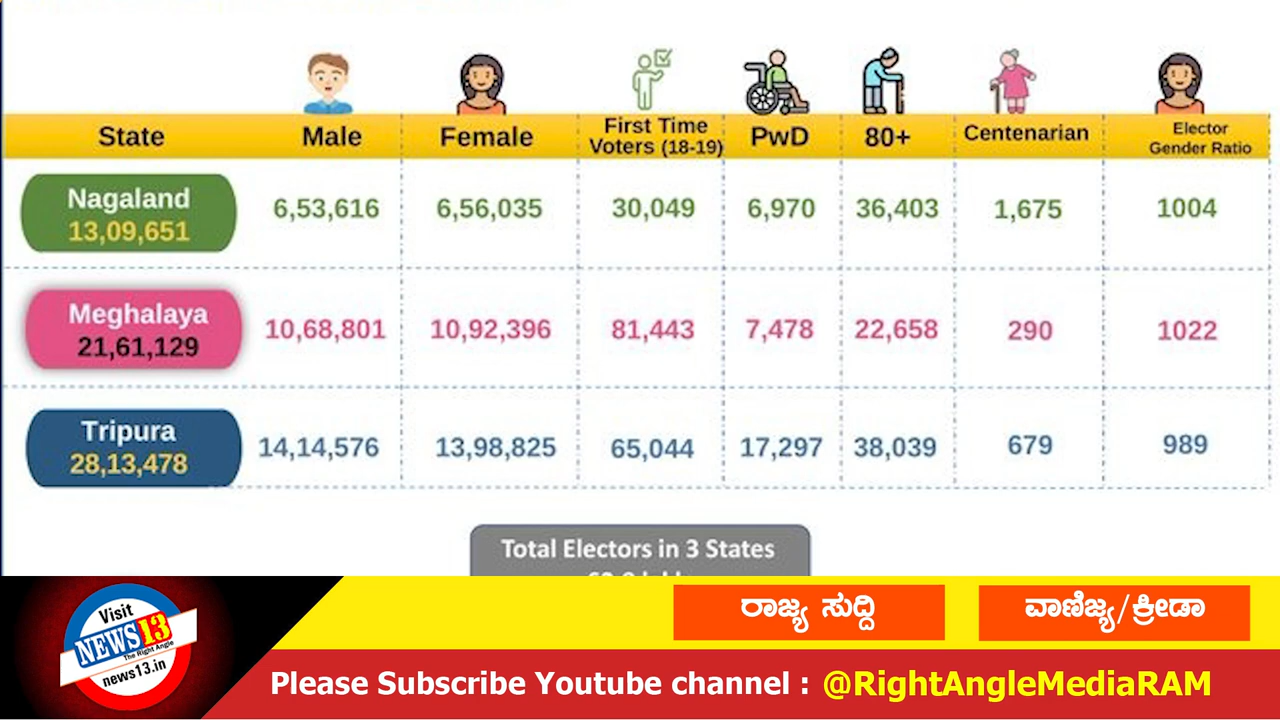 State Male Female First Time Voters (18-19) PwD 80+ Centenarian Elector Gender Ratio
Nagaland
13,09,651
6,53,616 6,56,035 30,049 6,970 36,403 1,675 1004
Meghalaya
21,61,129
10,68,801 10,92,396 81,443 7,478 22,658 290 1022
Tripura
28,13,478
14,14,576 13,98,825 65,044 17,297 38,039 679 989
Total Electors in 3 States
Visit
NEWS13
The Right Angle
news13.in
ರಾಜ್ಯ ಸುದ್ದಿ
ವಾಣಿಜ್ಯ/ಕ್ರೀಡಾ
Please Subscribe Youtube channel : @RightAngleMediaRAM